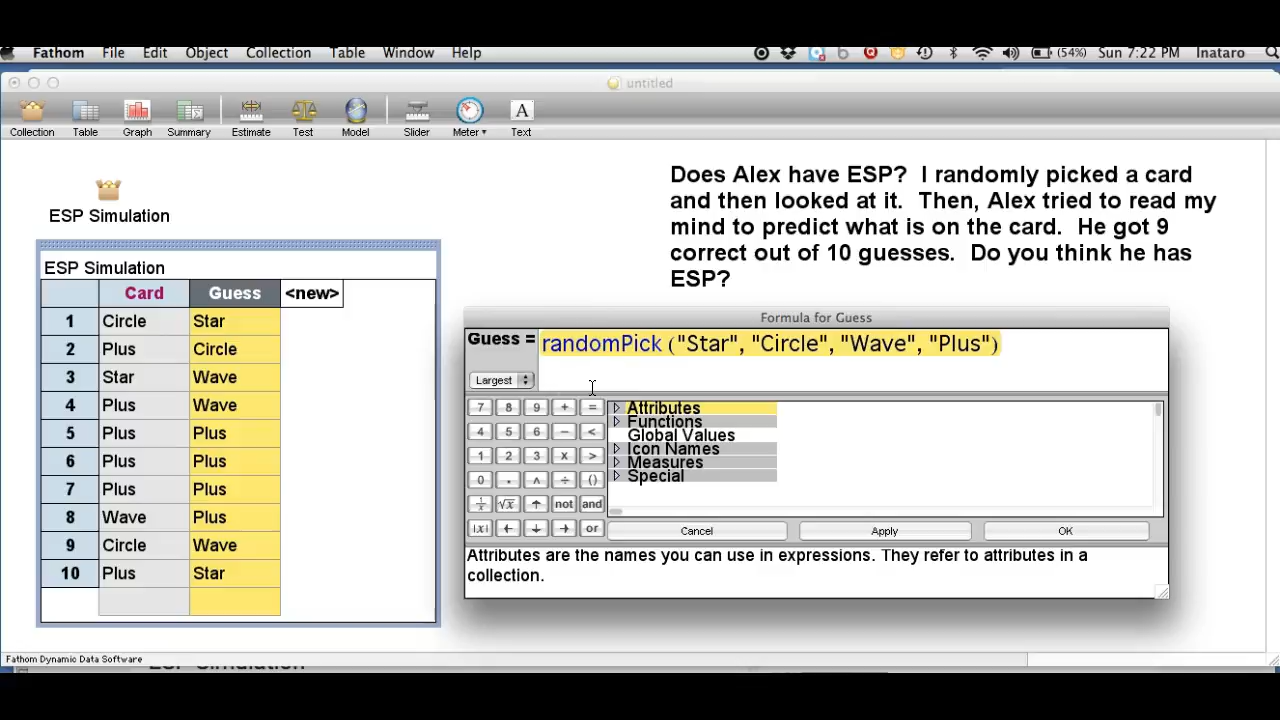 Fathom File Edit Object Collection Table Window Help (54%) Sun 7:22 PM Inataro
untitled
Collection Table Graph Summary Estimate Test Model Slider Meter Text
A
Does Alex have ESP? I randomly picked a card
and then looked at it. Then, Alex tried to read my
mind to predict what is on the card. He got 9
correct out of 10 guesses. Do you think he has
ESP?
ESP Simulation
ESP Simulation
Card Guess <new>
1 Circle Star
2 Plus Circle
3 Star Wave
4 Plus Wave
5 Plus Plus
6 Plus Plus
7 Plus Plus
8 Wave Plus
9 Circle Wave
10 Plus Star
Formula for Guess
Guess = randomPick ("Star", "Circle", "Wave", "Plus")
Largest
7 8 9 + =
4 5 6 − <
1 2 3 x >
0 . ^ ÷ ()
1/x √x ↑ not and
|x| ← ↓ → or
Attributes
Functions
Global Values
Icon Names
Measures
Special
Cancel Apply OK
Attributes are the names you can use in expressions. They refer to attributes in a
collection.
Fathom Dynamic Data Software
ESP Simulation